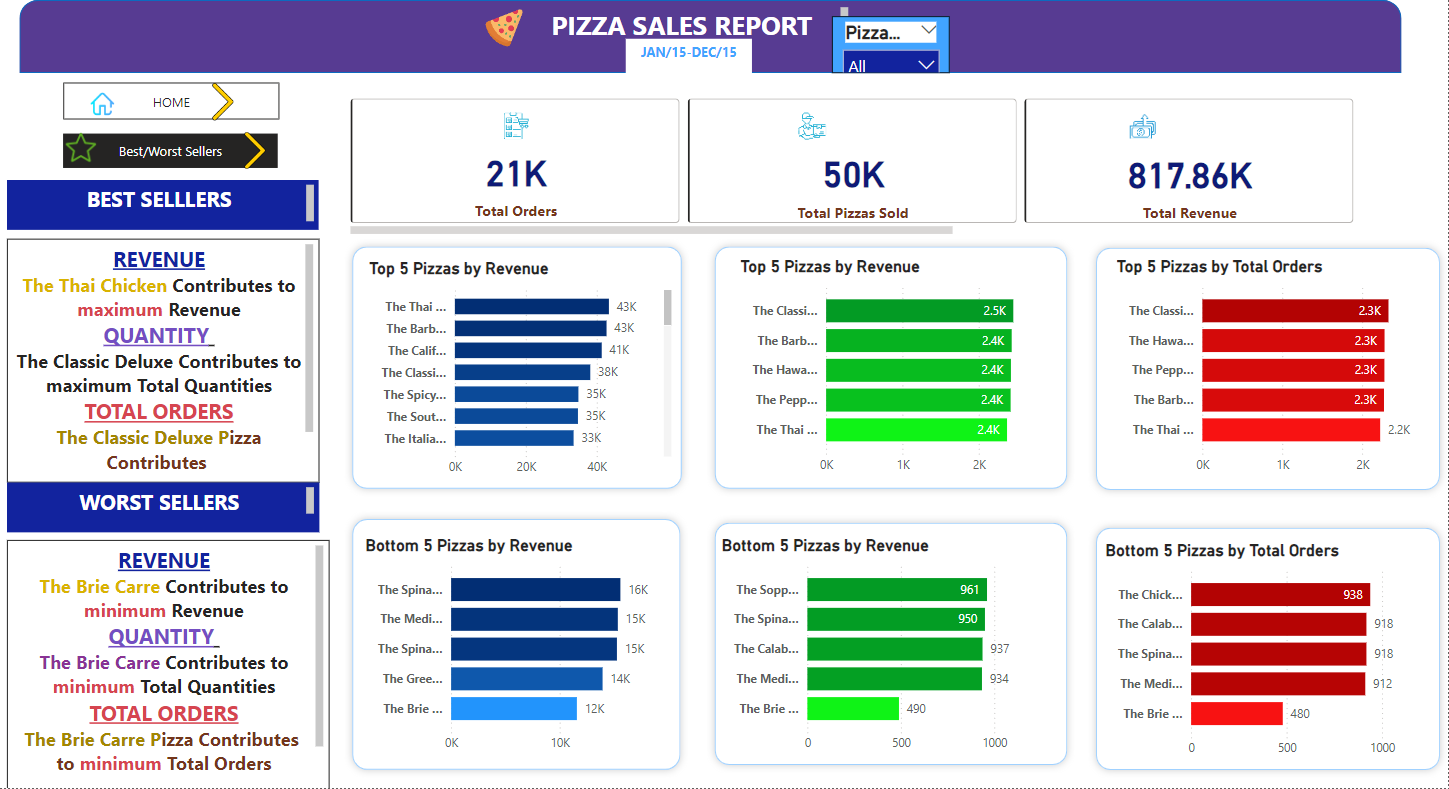 PIZZA SALES REPORT
JAN/15-DEC/15
Pizza...
All
HOME
Best/Worst Sellers
BEST SELLLERS
REVENUE
The Thai Chicken Contributes to
maximum Revenue
QUANTITY
The Classic Deluxe Contributes to
maximum Total Quantities
TOTAL ORDERS
The Classic Deluxe Pizza
Contributes
WORST SELLERS
REVENUE
The Brie Carre Contributes to
minimum Revenue
QUANTITY
The Brie Carre Contributes to
minimum Total Quantities
TOTAL ORDERS
The Brie Carre Pizza Contributes
to minimum Total Orders
21K
Total Orders
50K
Total Pizzas Sold
817.86K
Total Revenue
Top 5 Pizzas by Revenue
The Thai ... 43K
The Barb... 43K
The Calif... 41K
The Classi... 38K
The Spicy... 35K
The Sout... 35K
The Italia... 33K
0K 20K 40K
Top 5 Pizzas by Revenue
The Classi... 2.5K
The Barb... 2.4K
The Hawa... 2.4K
The Pepp... 2.4K
The Thai ... 2.4K
0K 1K 2K
Top 5 Pizzas by Total Orders
The Classi... 2.3K
The Hawa... 2.3K
The Pepp... 2.3K
The Barb... 2.3K
The Thai ... 2.2K
0K 1K 2K
Bottom 5 Pizzas by Revenue
The Spina... 16K
The Medi... 15K
The Spina... 15K
The Gree... 14K
The Brie ... 12K
0K 10K
Bottom 5 Pizzas by Revenue
The Sopp... 961
The Spina... 950
The Calab... 937
The Medi... 934
The Brie ... 490
0 500 1000
Bottom 5 Pizzas by Total Orders
The Chick... 938
The Calab... 918
The Spina... 918
The Medi... 912
The Brie ... 480
0 500 1000